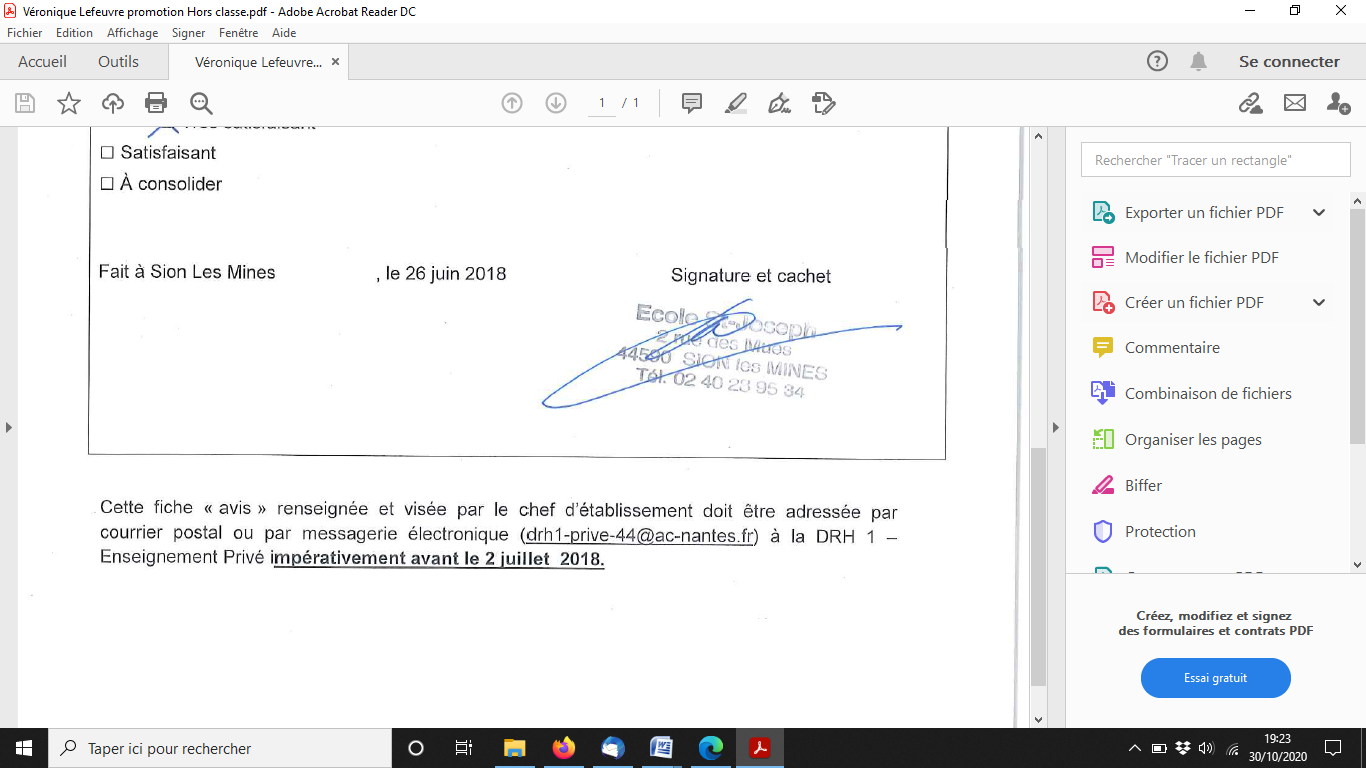 Véronique Lefeuvre promotion Hors classe.pdf - Adobe Acrobat Reader DC
Fichier Edition Affichage Signer Fenêtre Aide
Accueil Outils Véronique Lefeuvre... × Se connecter
1 / 1
Très satisfaisant
☐ Satisfaisant
☐ À consolider
Fait à Sion Les Mines , le 26 juin 2018 Signature et cachet
Ecole St-Joseph
2 rue des Mues
44590 SION les MINES
Tél. 02 40 23 95 34
Cette fiche « avis » renseignée et visée par le chef d'établissement doit être adressée par
courrier postal ou par messagerie électronique (drh1-prive-44@ac-nantes.fr) à la DRH 1 –
Enseignement Privé impérativement avant le 2 juillet 2018.
Rechercher "Tracer un rectangle"
Exporter un fichier PDF
Modifier le fichier PDF
Créer un fichier PDF
Commentaire
Combinaison de fichiers
Organiser les pages
Biffer
Protection
Créez, modifiez et signez
des formulaires et contrats PDF
Essai gratuit
Taper ici pour rechercher
19:23
30/10/2020